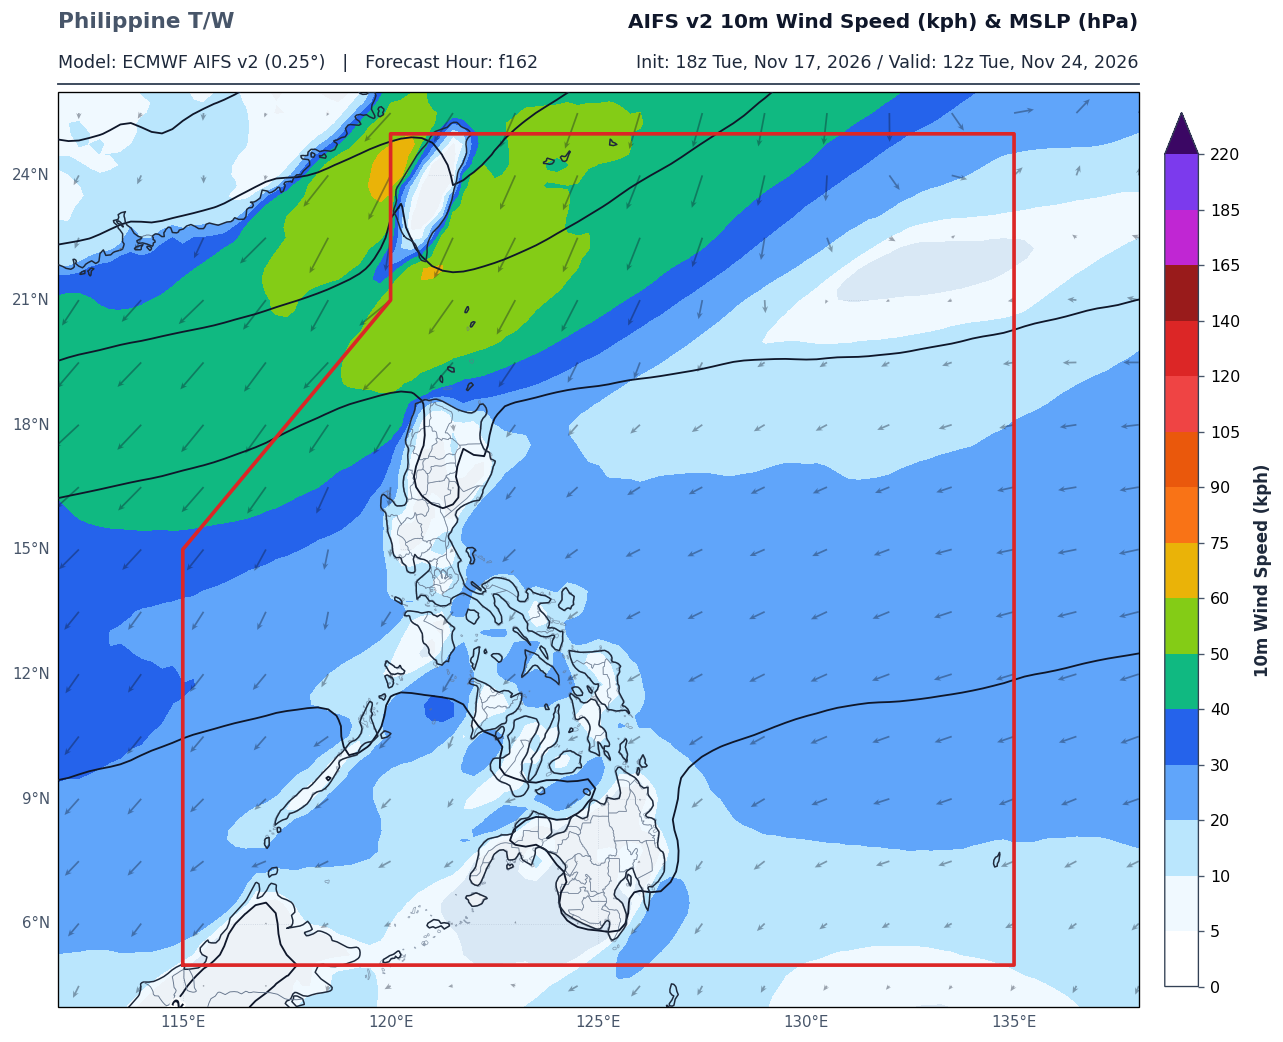 Philippine T/W
AIFS v2 10m Wind Speed (kph) & MSLP (hPa)
Model: ECMWF AIFS v2 (0.25°) | Forecast Hour: f162
Init: 18z Tue, Nov 17, 2026 / Valid: 12z Tue, Nov 24, 2026
24°N
21°N
18°N
15°N
12°N
9°N
6°N
115°E
120°E
125°E
130°E
135°E
220
185
165
140
120
105
90
75
60
50
40
30
20
10
5
0
10m Wind Speed (kph)